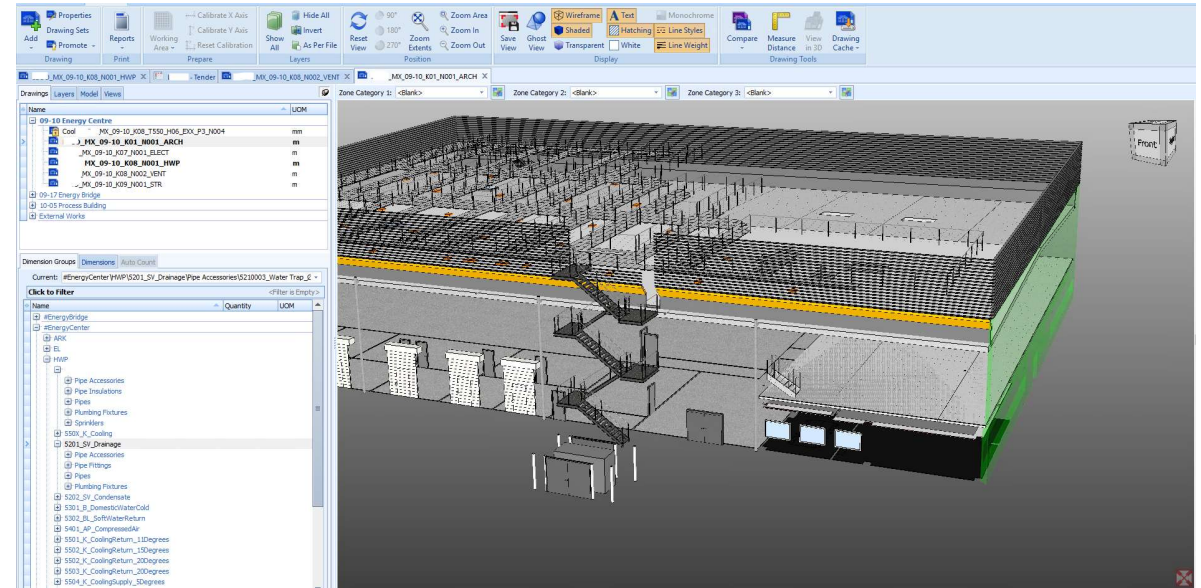 Properties
Drawing Sets
Promote
Add
Drawing
Reports
Print
Working Area
Calibrate X Axis
Calibrate Y Axis
Reset Calibration
Prepare
Show All
Hide All
Invert
As Per File
Layers
Reset View
90°
180°
270°
Zoom Extents
Zoom Area
Zoom In
Zoom Out
Position
Save View
Ghost View
Wireframe
Shaded
Transparent
Text
Hatching
White
Monochrome
Line Styles
Line Weight
Display
Compare
Measure Distance
View in 3D
Drawing Cache
Drawing Tools
_MX_09-10_K08_N001_HWP
- Tender
_MX_09-10_K08_N002_VENT
_MX_09-10_K01_N001_ARCH
Drawings Layers Model Views
Zone Category 1: <Blank>
Zone Category 2: <Blank>
Zone Category 3: <Blank>
Name UOM
09-10 Energy Centre
Cool _MX_09-10_K08_T550_H06_EXX_P3_N004 mm
_MX_09-10_K01_N001_ARCH m
_MX_09-10_K07_N001_ELECT m
MX_09-10_K08_N001_HWP m
_MX_09-10_K08_N002_VENT m
_MX_09-10_K09_N001_STR m
09-17 Energy Bridge
10-05 Process Building
External Works
Front
Dimension Groups Dimensions Auto Count
Current: #EnergyCenter\HWP\5201_SV_Drainage\Pipe Accessories\5210003_Water Trap_
Click to Filter <Filter is Empty>
Name Quantity UOM
#EnergyBridge
#EnergyCenter
ARK
EL
HWP
Pipe Accessories
Pipe Insulations
Pipes
Plumbing Fixtures
Sprinklers
550X_K_Cooling
5201_SV_Drainage
Pipe Accessories
Pipe Fittings
Pipes
Plumbing Fixtures
5202_SV_Condensate
5301_B_DomesticWaterCold
5302_BL_SoftWaterReturn
5401_AP_CompressedAir
5501_K_CoolingReturn_11Degrees
5502_K_CoolingReturn_15Degrees
5502_K_CoolingReturn_20Degrees
5503_K_CoolingReturn_20Degrees
5504_K_CoolingSupply_5Degrees